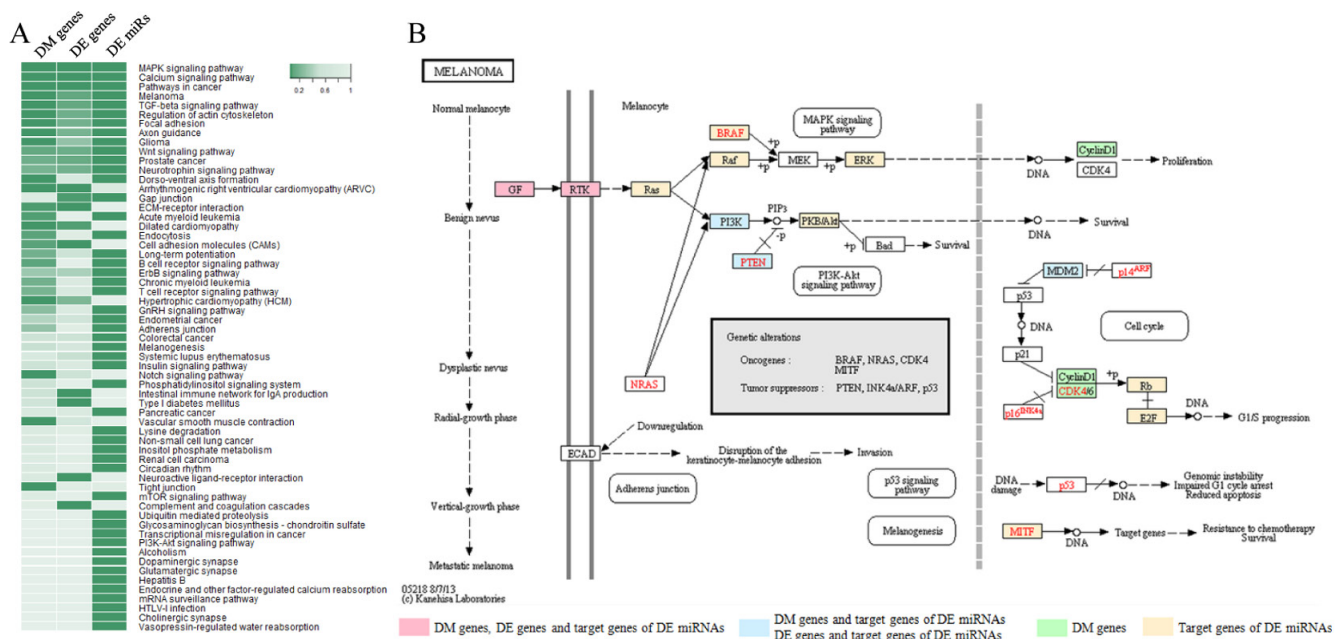 A
DM genes
DE genes
DE miRs
0.2 0.6 1
MAPK signaling pathway
Calcium signaling pathway
Pathways in cancer
Melanoma
TGF-beta signaling pathway
Regulation of actin cytoskeleton
Focal adhesion
Axon guidance
Glioma
Wnt signaling pathway
Prostate cancer
Neurotrophin signaling pathway
Dorso-ventral axis formation
Arrhythmogenic right ventricular cardiomyopathy (ARVC)
Gap junction
ECM-receptor interaction
Acute myeloid leukemia
Dilated cardiomyopathy
Endocytosis
Cell adhesion molecules (CAMs)
Long-term potentiation
B cell receptor signaling pathway
ErbB signaling pathway
Chronic myeloid leukemia
T cell receptor signaling pathway
Hypertrophic cardiomyopathy (HCM)
GnRH signaling pathway
Endometrial cancer
Adherens junction
Colorectal cancer
Melanogenesis
Systemic lupus erythematosus
Insulin signaling pathway
Notch signaling pathway
Phosphatidylinositol signaling system
Intestinal immune network for IgA production
Type I diabetes mellitus
Pancreatic cancer
Vascular smooth muscle contraction
Lysine degradation
Non-small cell lung cancer
Inositol phosphate metabolism
Renal cell carcinoma
Circadian rhythm
Neuroactive ligand-receptor interaction
Tight junction
mTOR signaling pathway
Complement and coagulation cascades
Ubiquitin mediated proteolysis
Glycosaminoglycan biosynthesis - chondroitin sulfate
Transcriptional misregulation in cancer
PI3K-Akt signaling pathway
Alcoholism
Dopaminergic synapse
Glutamatergic synapse
Hepatitis B
Endocrine and other factor-regulated calcium reabsorption
mRNA surveillance pathway
HTLV-I infection
Cholinergic synapse
Vasopressin-regulated water reabsorption
B
MELANOMA
Normal melanocyte
Benign nevus
Dysplastic nevus
Radial-growth phase
Vertical-growth phase
Metastatic melanoma
05218 8/7/13
(c) Kanehisa Laboratories
Melanocyte
MAPK signaling
pathway
BRAF
+p
Raf
+p
MEK
+p
ERK
DNA
CyclinD1
CDK4
Proliferation
GF
RTK
Ras
PI3K
PIP3
-p
PKB/Akt
DNA
Survival
PTEN
+p
Bad
Survival
PI3K-Akt
signaling pathway
MDM2
p14ARF
p53
DNA
Cell cycle
p21
CyclinD1
CDK4/6
+p
Rb
p16INK4a
E2F
DNA
G1/S progression
NRAS
Genetic alterations
Oncogenes : BRAF, NRAS, CDK4
MITF
Tumor suppressors : PTEN, INK4a/ARF, p53
Downregulation
ECAD
Disruption of the
keratinocyte-melanocyte adhesion
Invasion
Adherens junction
p53 signaling
pathway
Melanogenesis
DNA
damage
p53
DNA
Genomic instability
Impaired G1 cycle arrest
Reduced apoptosis
MITF
DNA
Target genes
Resistance to chemotherapy
Survival
DM genes, DE genes and target genes of DE miRNAs
DM genes and target genes of DE miRNAs
DE genes and target genes of DE miRNAs
DM genes
Target genes of DE miRNAs